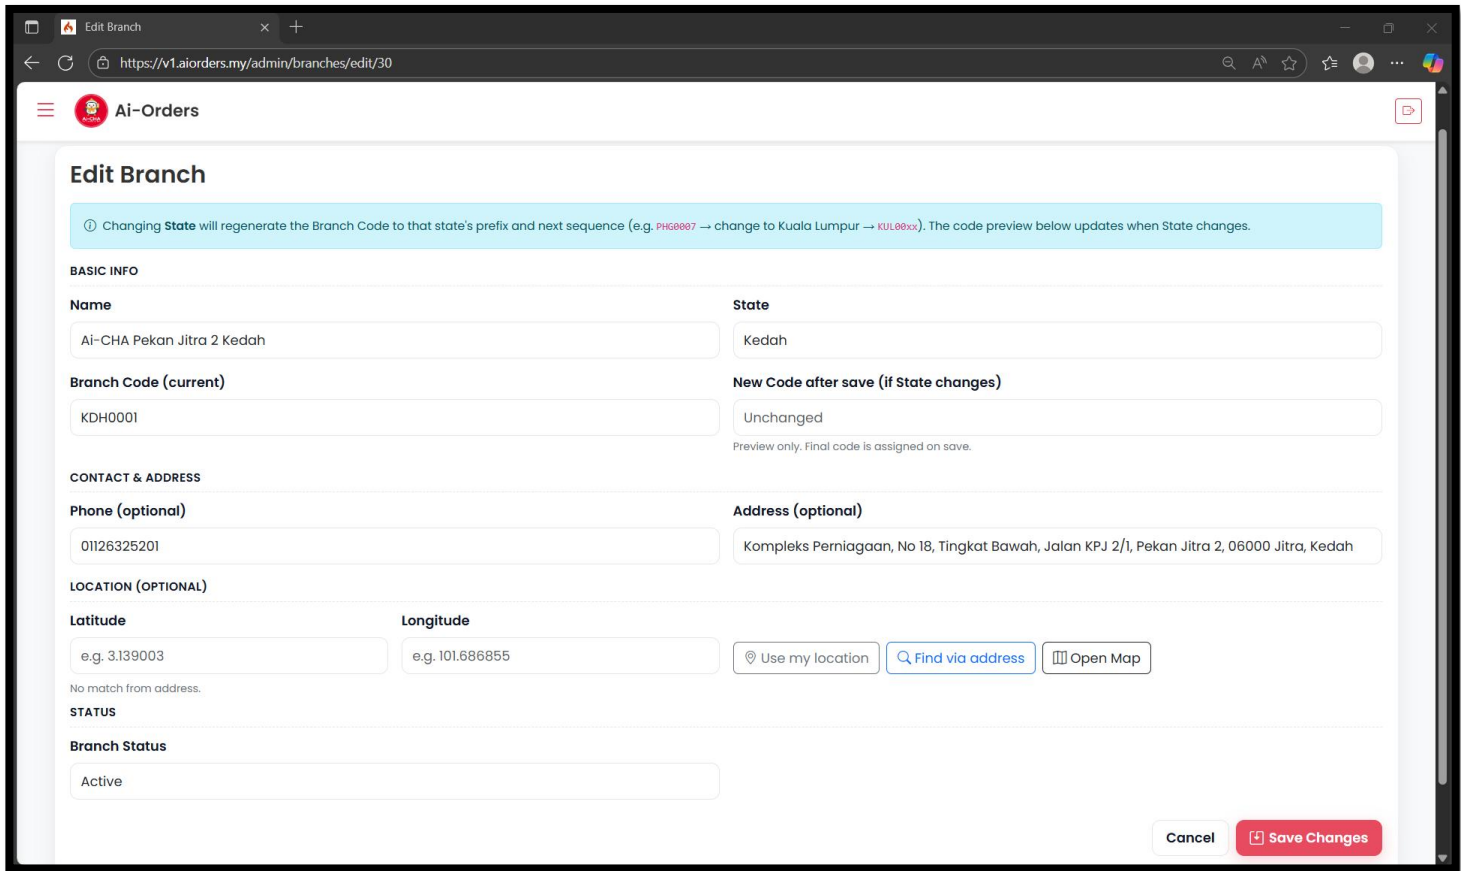 Edit Branch
https://v1.aiorders.my/admin/branches/edit/30
Ai-Orders
Edit Branch
Changing State will regenerate the Branch Code to that state's prefix and next sequence (e.g. PHG0007 → change to Kuala Lumpur → KUL00xx). The code preview below updates when State changes.
BASIC INFO
Name
State
Ai-CHA Pekan Jitra 2 Kedah
Kedah
Branch Code (current)
New Code after save (if State changes)
KDH0001
Unchanged
Preview only. Final code is assigned on save.
CONTACT & ADDRESS
Phone (optional)
Address (optional)
01126325201
Kompleks Perniagaan, No 18, Tingkat Bawah, Jalan KPJ 2/1, Pekan Jitra 2, 06000 Jitra, Kedah
LOCATION (OPTIONAL)
Latitude
Longitude
e.g. 3.139003
e.g. 101.686855
Use my location
Find via address
Open Map
No match from address.
STATUS
Branch Status
Active
Cancel
Save Changes